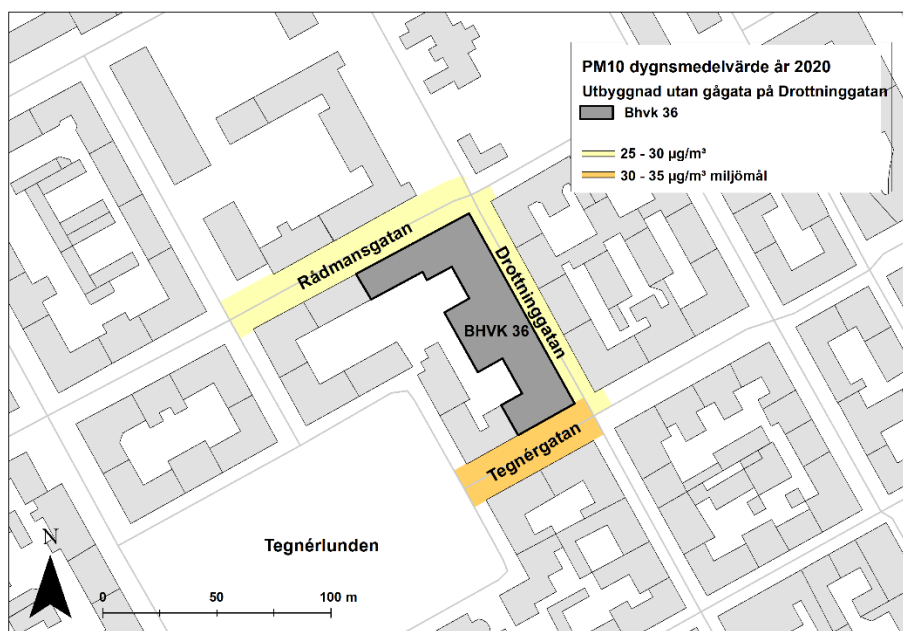 PM10 dygnsmedelvärde år 2020
Utbyggnad utan gågata på Drottninggatan
Bhvk 36
25 - 30 µg/m³
30 - 35 µg/m³ miljömål
Rådmansgatan
Drottninggatan
BHVK 36
Tegnérgatan
Tegnérlunden
N
0 50 100 m